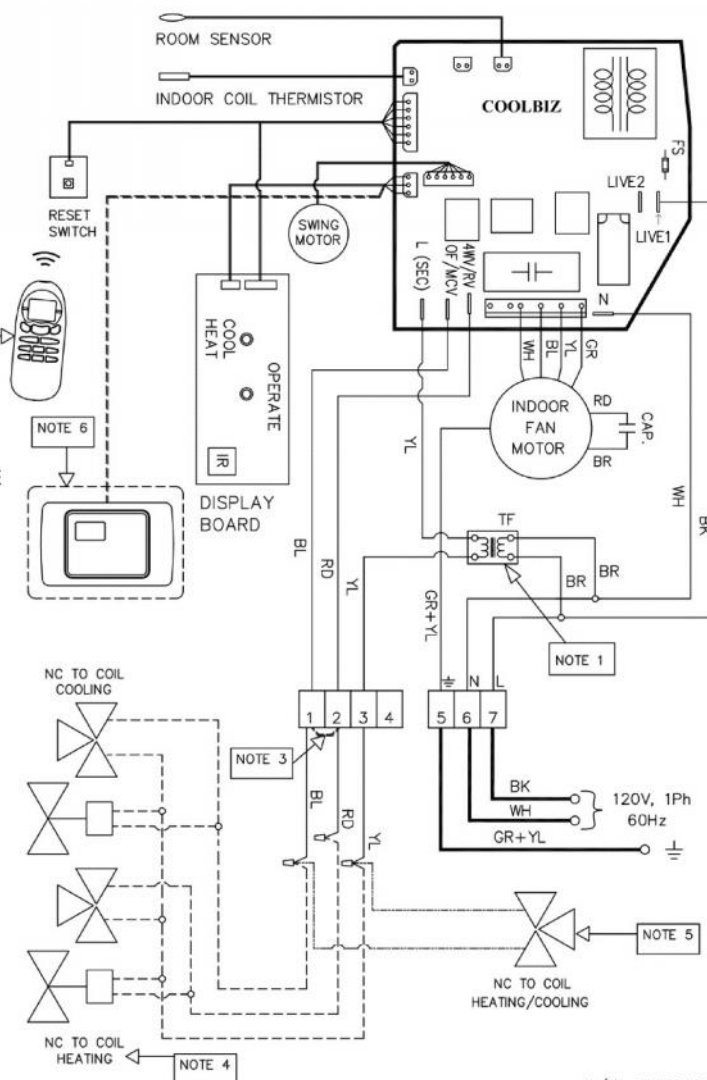 ROOM SENSOR
INDOOR COIL THERMISTOR
COOLBIZ
FS
LIVE2
LIVE1
RESET
SWITCH
SWING
MOTOR
L (SEC)
OF/MCV
4WV/RV
N
COOL
HEAT
OPERATE
IR
DISPLAY
BOARD
WH
BL
YL
GR
INDOOR
FAN
MOTOR
RD
CAP.
BR
NOTE 6
YL
WH
BK
TF
BL
RD
YL
GR+YL
BR
BR
NOTE 1
NC TO COIL
COOLING
N
L
1
2
3
4
5
6
7
NOTE 3
BL
RD
YL
BK
WH
GR+YL
120V, 1Ph
60Hz
NOTE 5
NC TO COIL
HEATING/COOLING
NC TO COIL
HEATING
NOTE 4